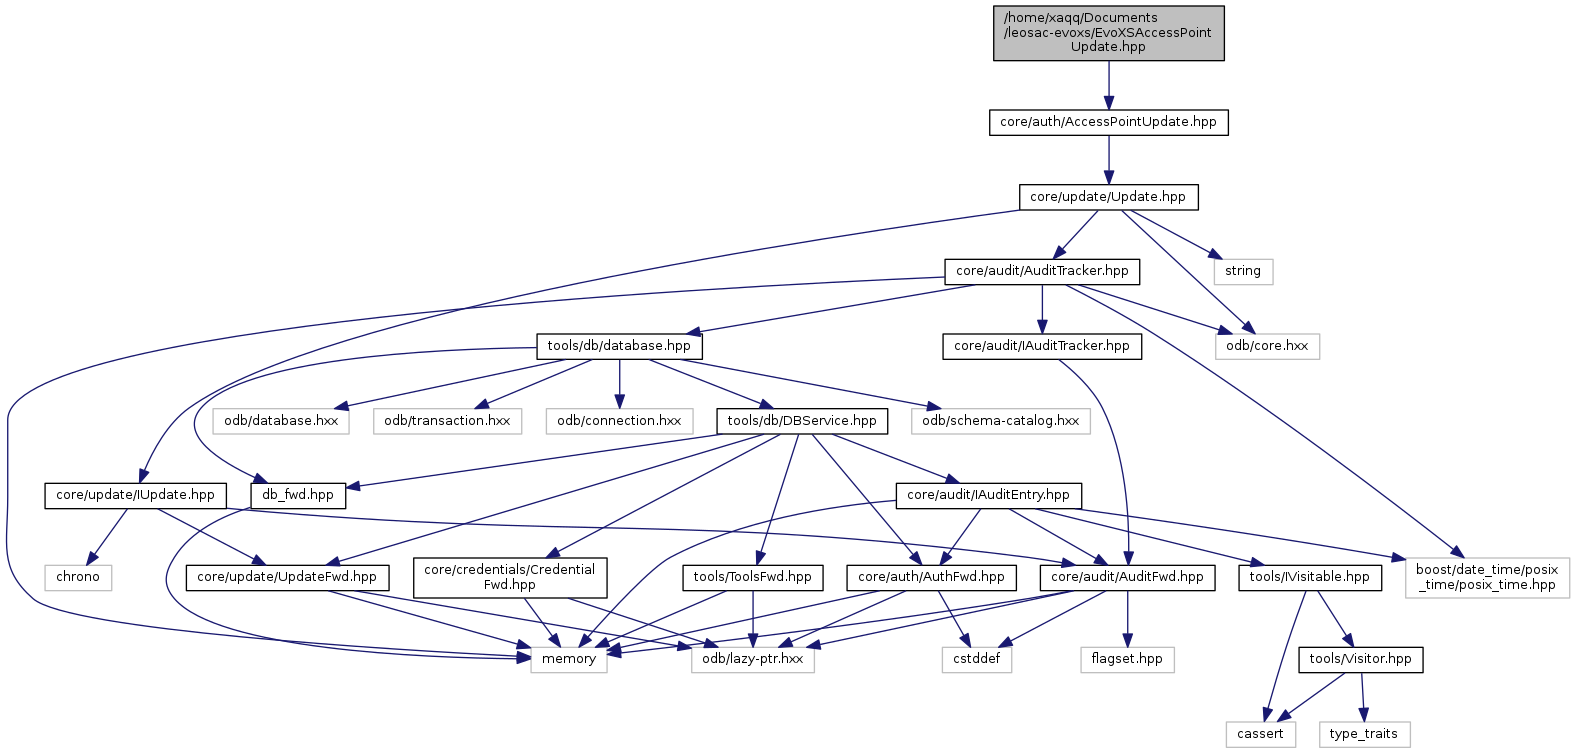 /home/xaqq/Documents
/leosac-evoxs/EvoXSAccessPoint
Update.hpp
core/auth/AccessPointUpdate.hpp
core/update/Update.hpp
core/audit/AuditTracker.hpp
string
tools/db/database.hpp
core/audit/IAuditTracker.hpp
odb/core.hxx
odb/database.hxx
odb/transaction.hxx
odb/connection.hxx
tools/db/DBService.hpp
odb/schema-catalog.hxx
core/update/IUpdate.hpp
db_fwd.hpp
core/audit/IAuditEntry.hpp
chrono
core/update/UpdateFwd.hpp
core/credentials/Credential
Fwd.hpp
tools/ToolsFwd.hpp
core/auth/AuthFwd.hpp
core/audit/AuditFwd.hpp
tools/IVisitable.hpp
boost/date_time/posix
_time/posix_time.hpp
memory
odb/lazy-ptr.hxx
cstddef
flagset.hpp
tools/Visitor.hpp
cassert
type_traits